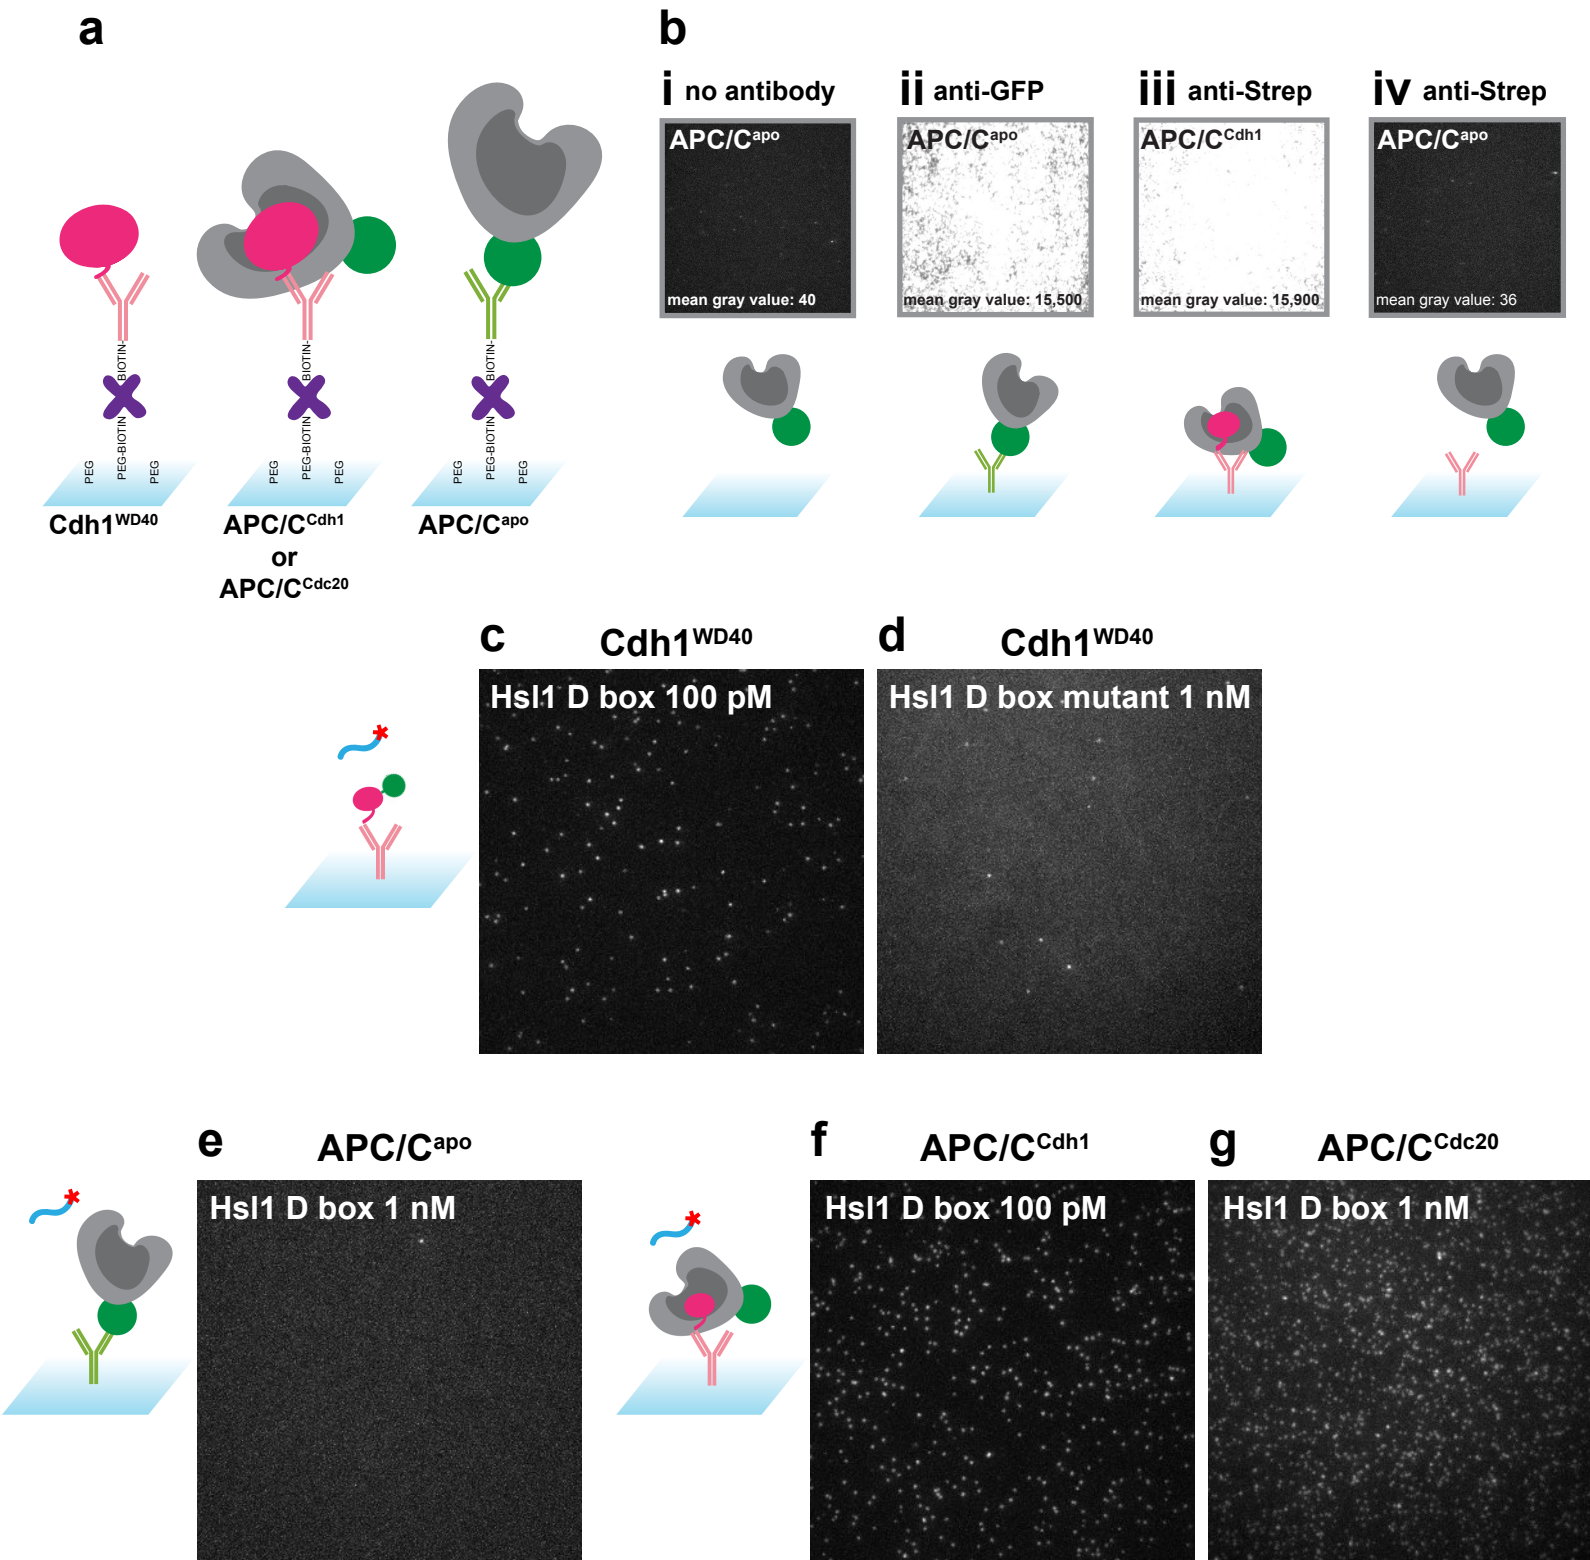 a
BIOTIN-
PEG-BIOTIN
PEG
PEG
Cdh1WD40
BIOTIN-
PEG-BIOTIN
PEG
PEG
APC/CCdh1
or
APC/CCdc20
BIOTIN-
PEG-BIOTIN
PEG
PEG
APC/Capo
b
i no antibody
APC/Capo
mean gray value: 40
ii anti-GFP
APC/Capo
mean gray value: 15,500
iii anti-Strep
APC/CCdh1
mean gray value: 15,900
iv anti-Strep
APC/Capo
mean gray value: 36
c Cdh1WD40
Hsl1 D box 100 pM
d Cdh1WD40
Hsl1 D box mutant 1 nM
e APC/Capo
Hsl1 D box 1 nM
f APC/CCdh1
Hsl1 D box 100 pM
g APC/CCdc20
Hsl1 D box 1 nM